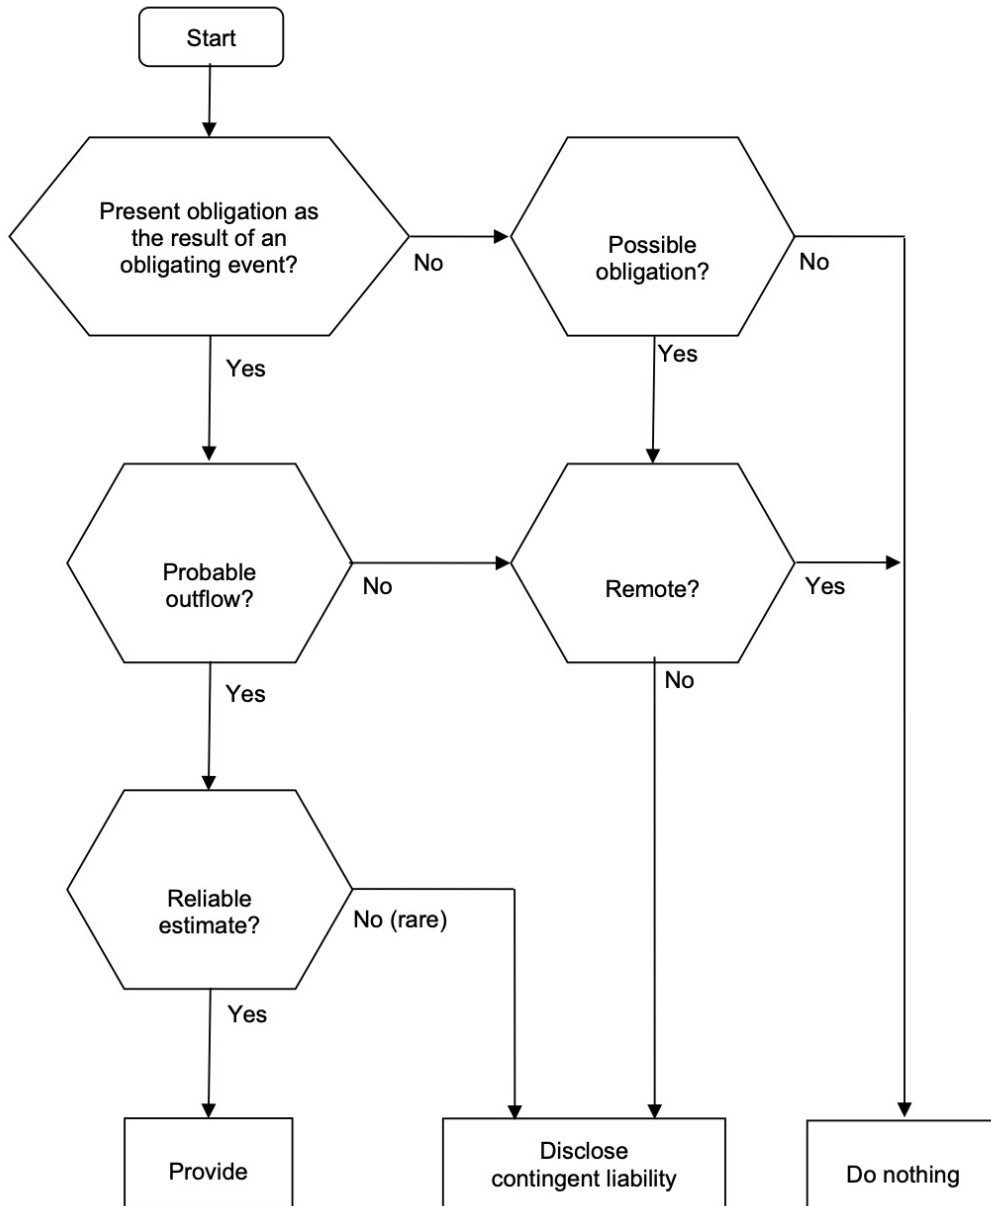 Start
Present obligation as
the result of an
obligating event?
No
Possible
obligation?
No
Yes
Yes
Probable
outflow?
No
Remote?
Yes
Yes
No
Reliable
estimate?
No (rare)
Yes
Provide
Disclose
contingent liability
Do nothing